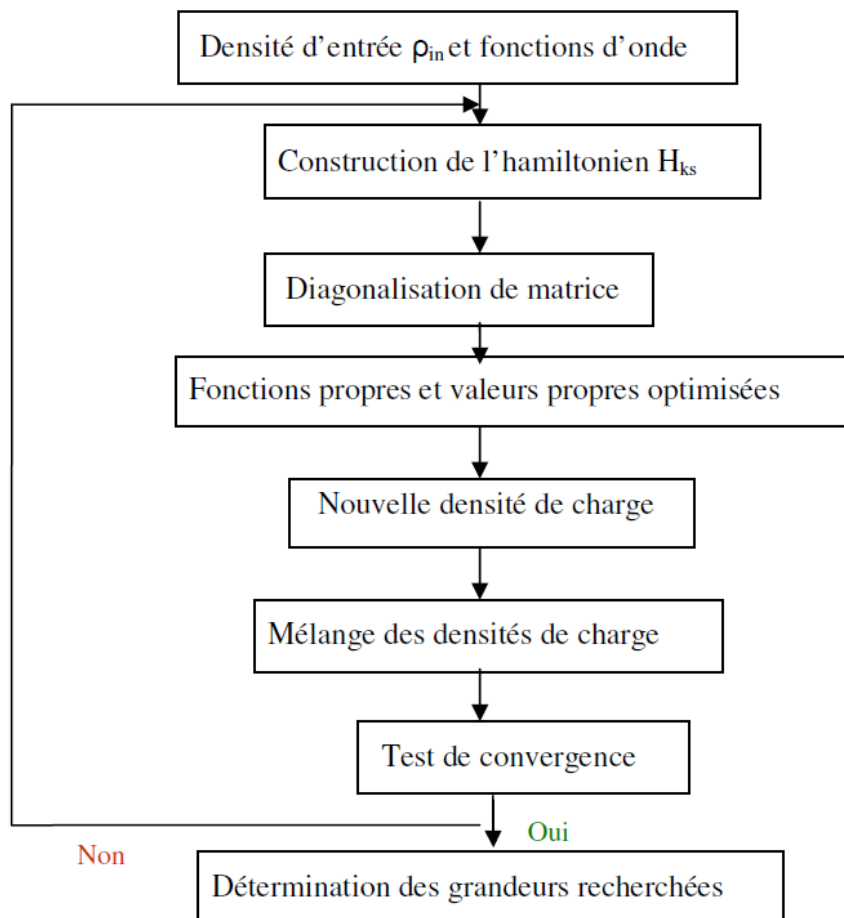 Densité d'entrée ρin et fonctions d'onde
Construction de l'hamiltonien Hks
Diagonalisation de matrice
Fonctions propres et valeurs propres optimisées
Nouvelle densité de charge
Mélange des densités de charge
Test de convergence
Oui
Non
Détermination des grandeurs recherchées